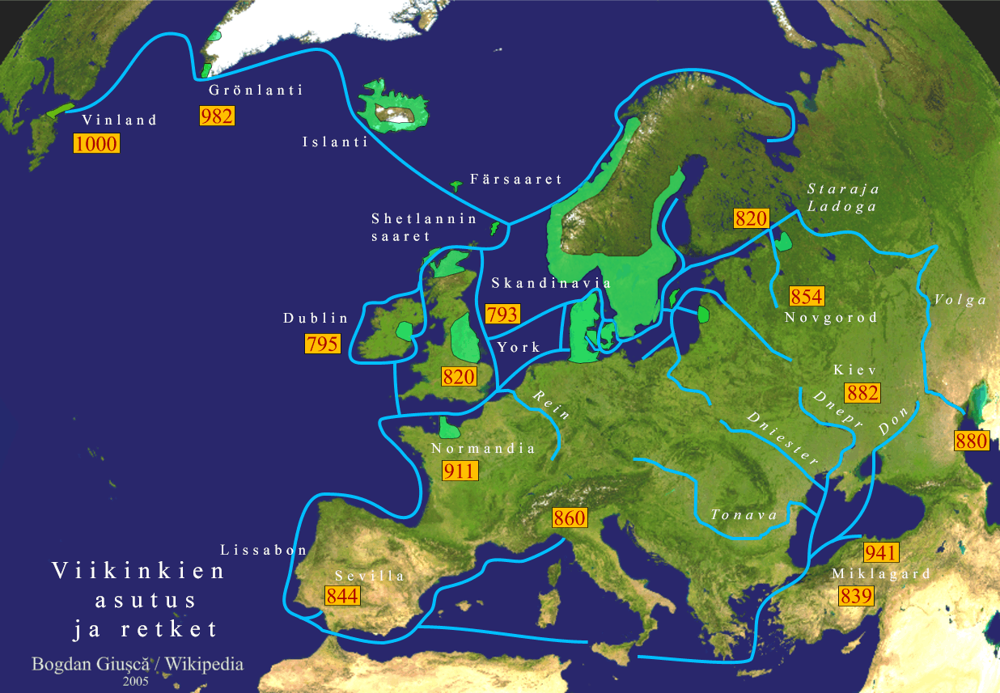 Grönlanti
982
Vinland
1000
Islanti
Färsaaret
Shetlannin
saaret
Staraja
Ladoga
820
Skandinavia
854
Novgorod
Volga
Dublin
795
793
York
820
Kiev
882
Rein
Dnepr
Don
Dniester
880
Normandia
911
860
Tonava
941
Miklagard
839
Lissabon
Sevilla
844
Viikinkien
asutus
ja retket
Bogdan Giuşcă / Wikipedia
2005